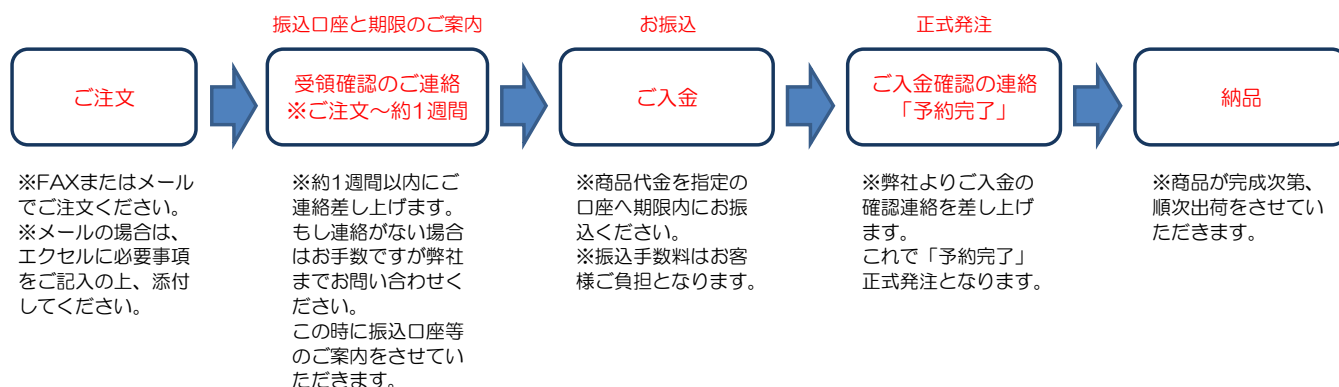 振込口座と期限のご案内
お振込
正式発注
ご注文
受領確認のご連絡
※ご注文～約1週間
ご入金
ご入金確認の連絡
「予約完了」
納品
※FAXまたはメール
でご注文ください。
※メールの場合は、
エクセルに必要事項
をご記入の上、添付
してください。
※約1週間以内にご
連絡差し上げます。
もし連絡がない場合
はお手数ですが弊社
までお問い合わせく
ださい。
この時に振込口座等
のご案内をさせてい
ただきます。
※商品代金を指定の
口座へ期限内にお振
込ください。
※振込手数料はお客
様ご負担となります。
※弊社よりご入金の
確認連絡を差し上げ
ます。
これで「予約完了」
正式発注となります。
※商品が完成次第、
順次出荷をさせてい
ただきます。